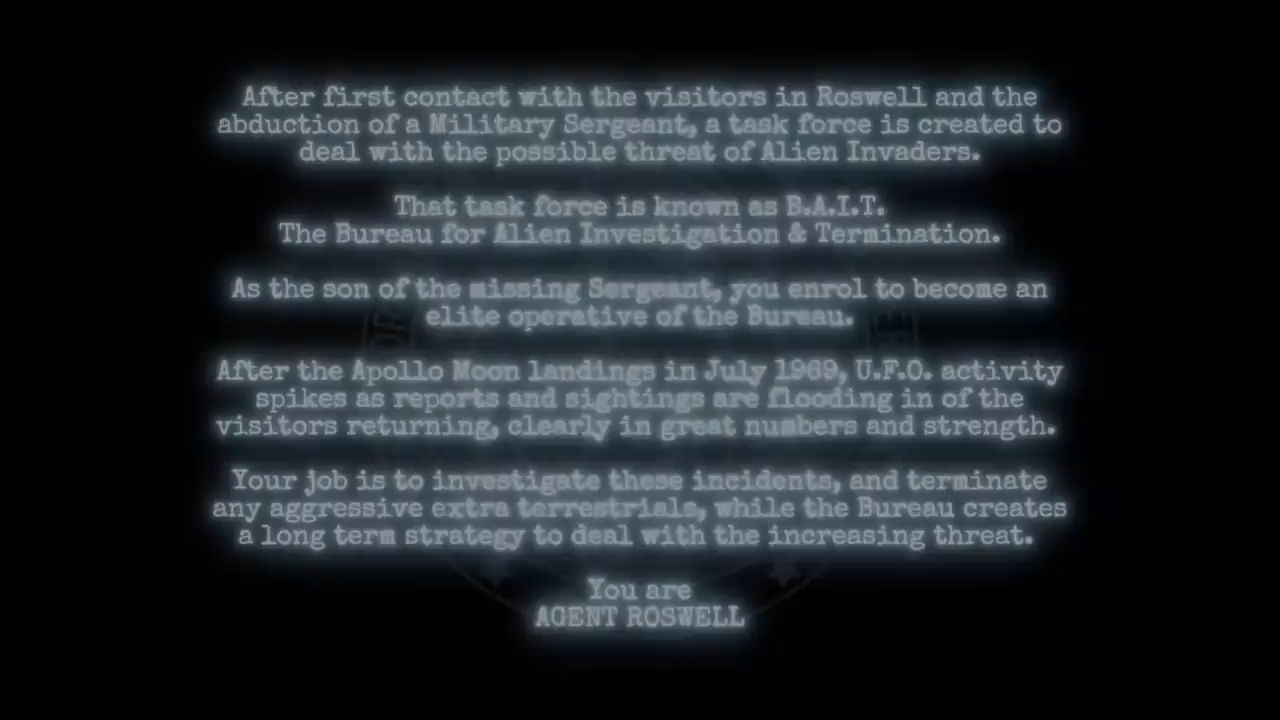 After first contact with the visitors in Roswell and the
abduction of a Military Sergeant, a task force is created to
deal with the possible threat of Alien Invaders.
That task force is known as B.A.I.T.
The Bureau for Alien Investigation & Termination.
As the son of the missing Sergeant, you enrol to become an
elite operative of the Bureau.
After the Apollo Moon landings in July 1969, U.F.O. activity
spikes as reports and sightings are flooding in of the
visitors returning, clearly in great numbers and strength.
Your job is to investigate these incidents, and terminate
any aggressive extra terrestrials, while the Bureau creates
a long term strategy to deal with the increasing threat.
You are
AGENT ROSWELL